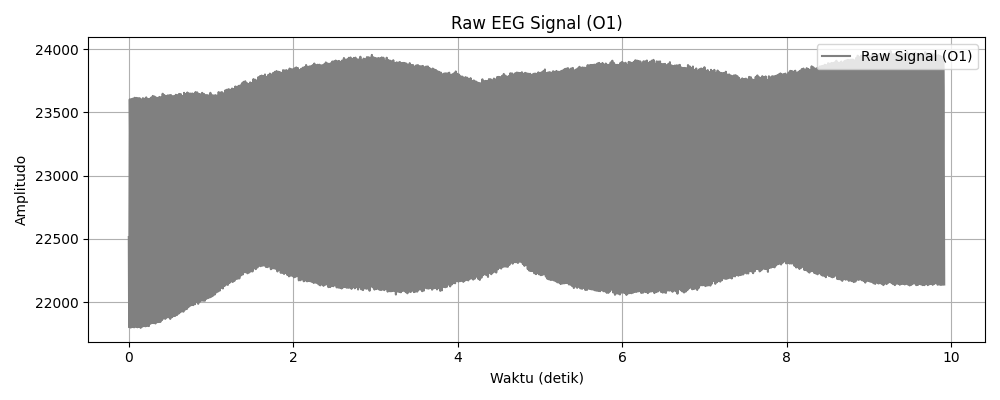 Raw EEG Signal (O1)
Raw Signal (O1)
24000
23500
23000
22500
22000
Amplitudo
0
2
4
6
8
10
Waktu (detik)